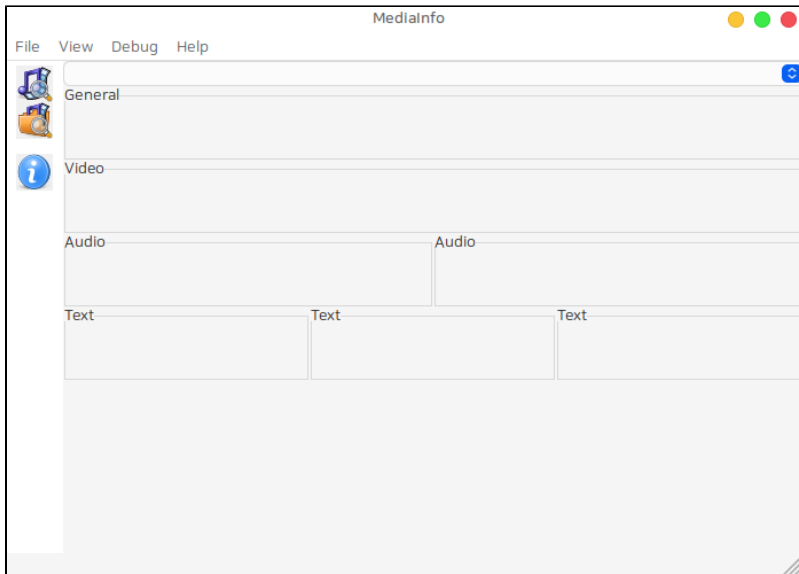 MediaInfo
File View Debug Help
General
Video
Audio Audio
Text Text Text